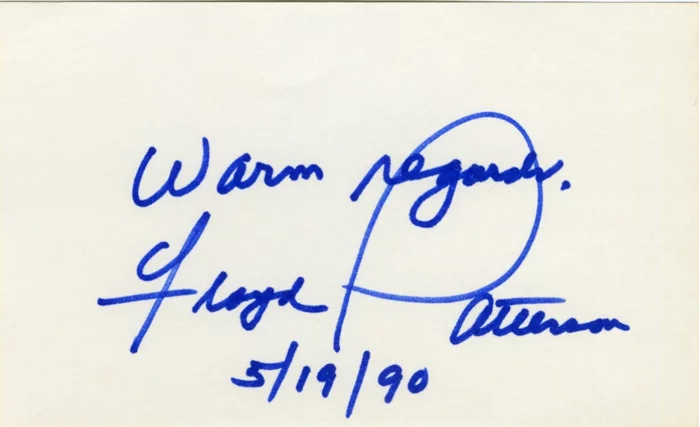 Warm regards.
Floyd Patterson
5/19/90